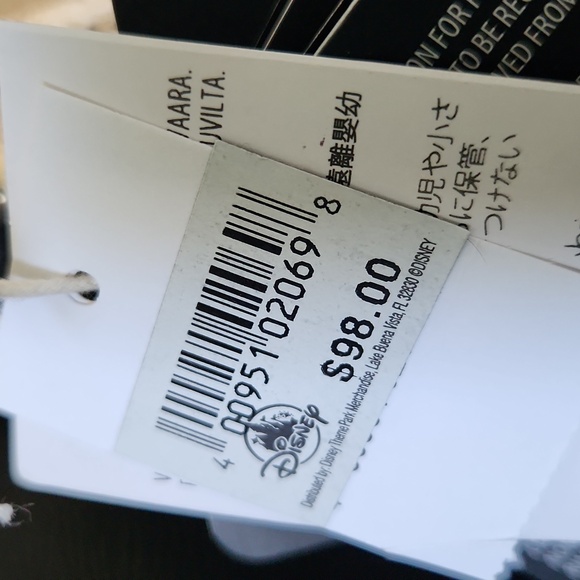 ON FOR
TO BE RE
VED FROM
VAARA.
UVILTA.
遠離嬰幼
幼児や小さ
に保管、
つけない
4 00951 02069 8
$98.00
DISNEY
Distributed by: Disney Theme Park Merchandise, Lake Buena Vista, FL 32830 ©DISNEY